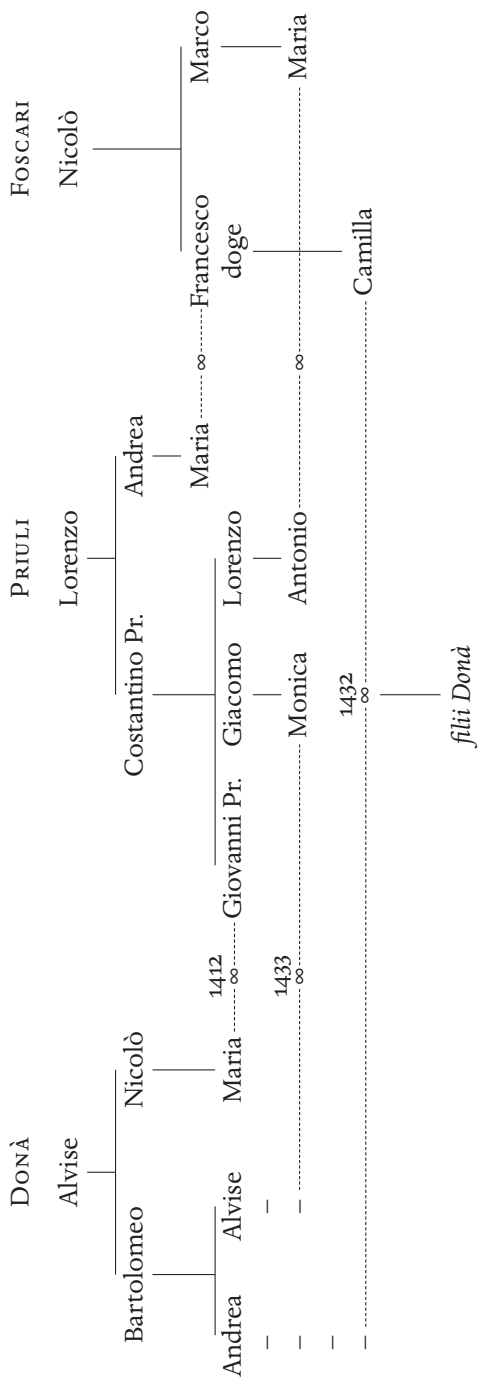 DONÀ PRIULI FOSCARI
Alvise Lorenzo Nicolò
Bartolomeo Nicolò Costantino Pr. Andrea
Maria ∞ Francesco Marco
doge
Andrea Alvise Maria 1412 ∞ Giovanni Pr. Giacomo Lorenzo
1433 ∞ Monica Antonio ∞ Maria
1432 ∞ Camilla
filii Donà